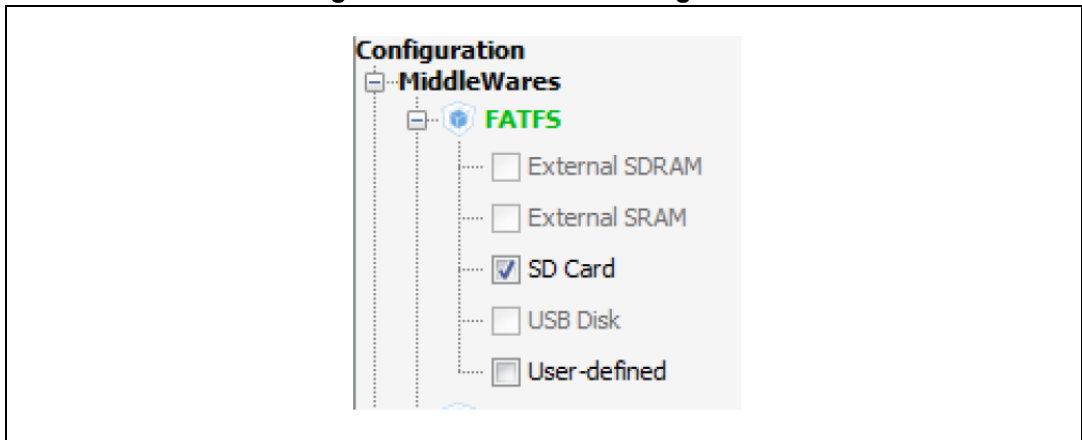 Configuration
MiddleWares
FATFS
External SDRAM
External SRAM
SD Card
USB Disk
User-defined